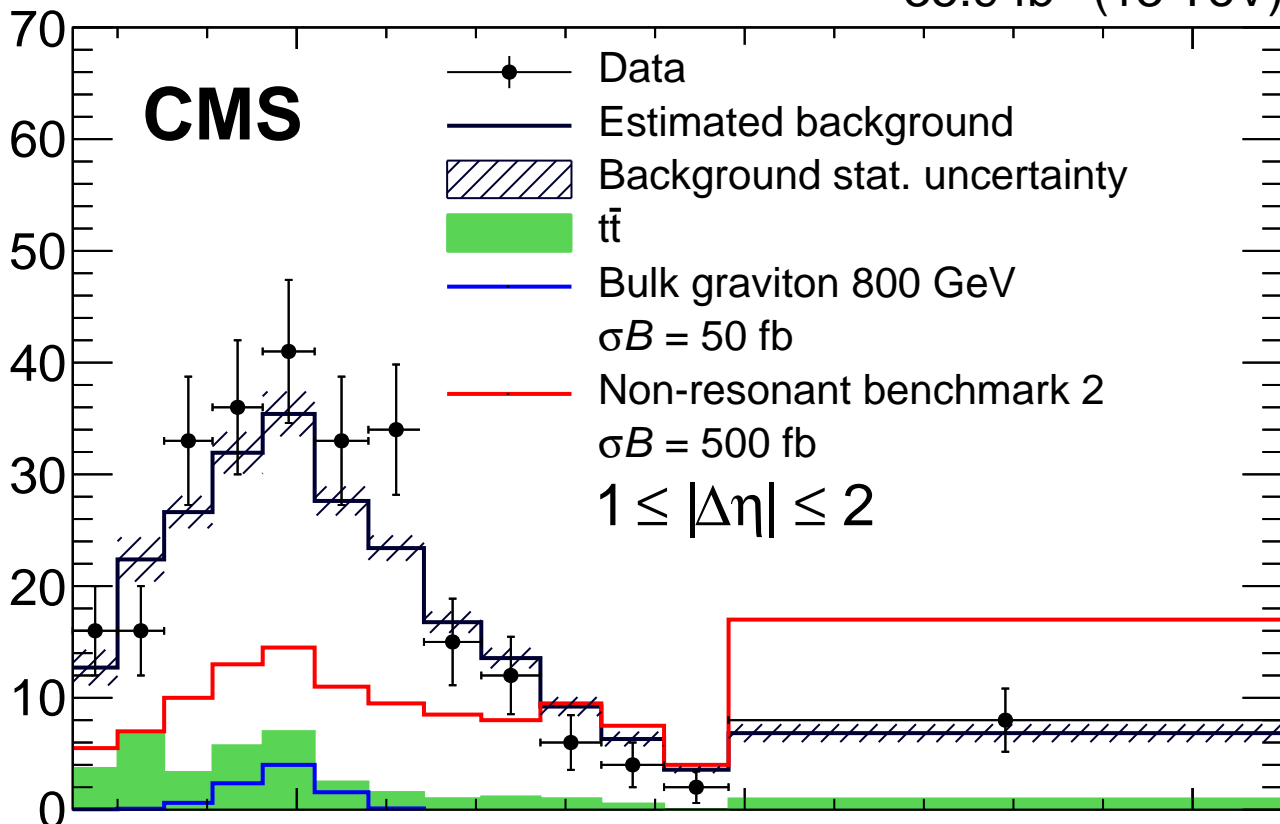 70
60
50
40
30
20
10
0
CMS
Data
Estimated background
Background stat. uncertainty
tt̄
Bulk graviton 800 GeV
σB = 50 fb
Non-resonant benchmark 2
σB = 500 fb
1 ≤ |Δη| ≤ 2